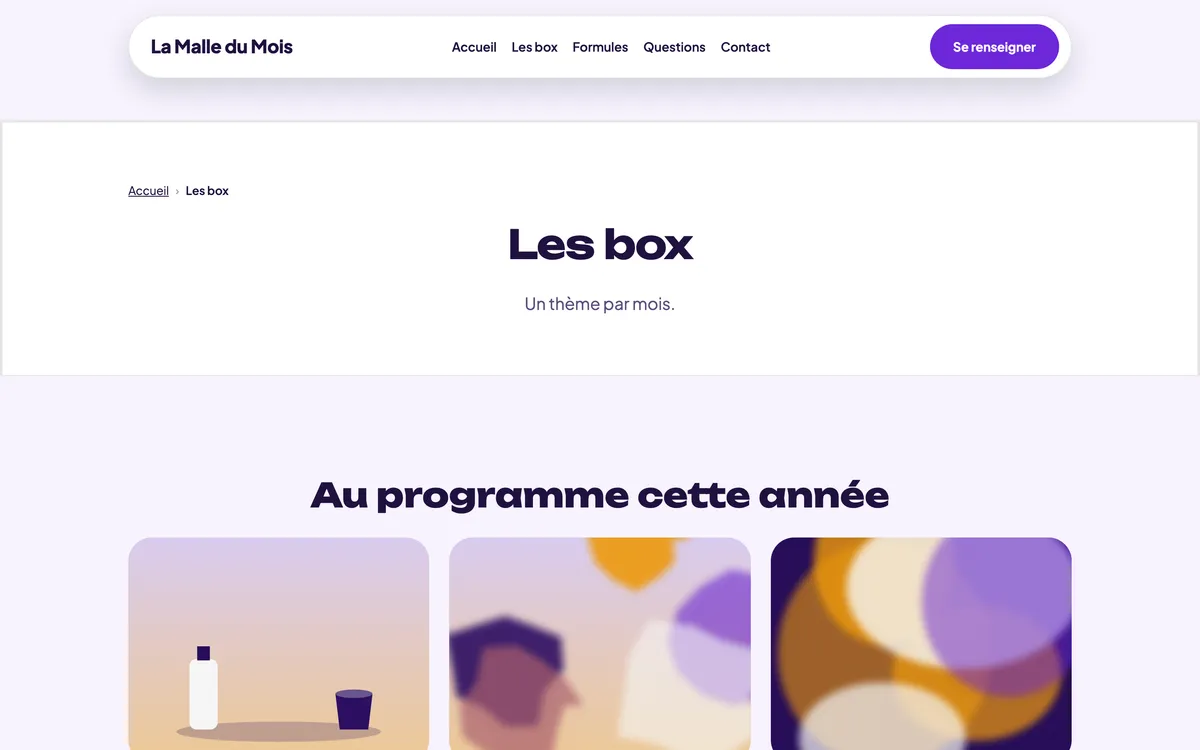 La Malle du Mois
Accueil Les box Formules Questions Contact
Se renseigner
Accueil › Les box
Les box
Un thème par mois.
Au programme cette année